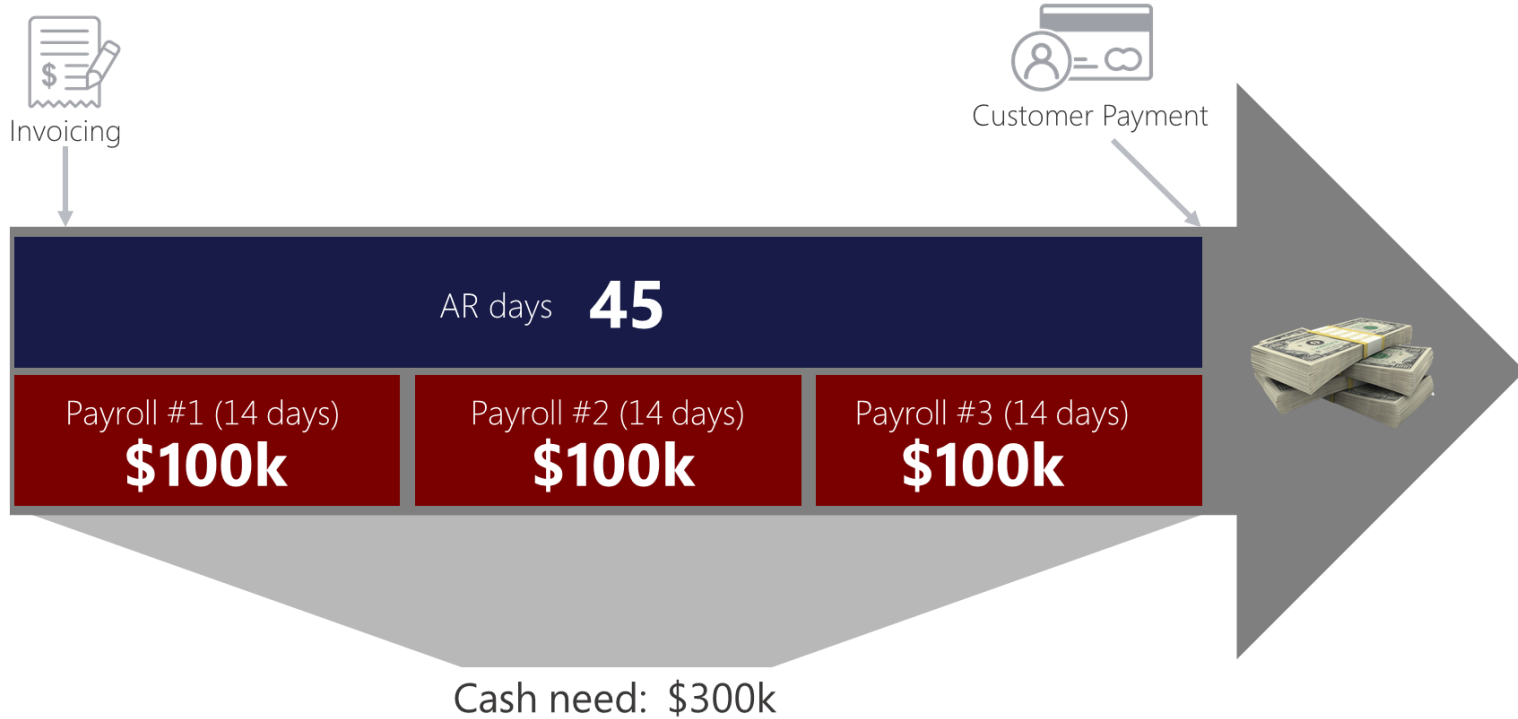 Invoicing
Customer Payment
AR days 45
Payroll #1 (14 days)
$100k
Payroll #2 (14 days)
$100k
Payroll #3 (14 days)
$100k
Cash need: $300k